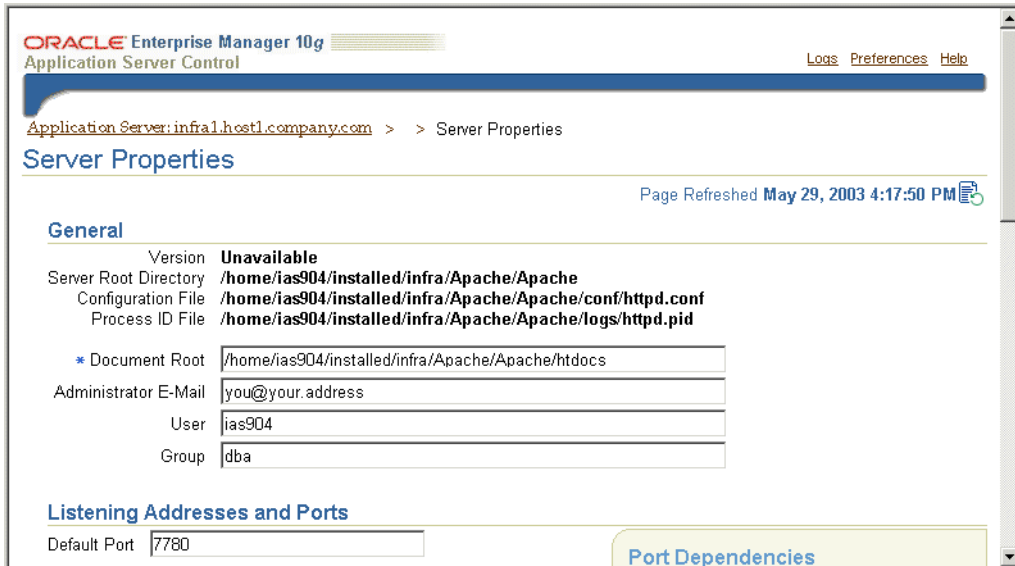 ORACLE Enterprise Manager 10g
Application Server Control
Logs Preferences Help
Application Server: infra1.host1.company.com > > Server Properties
Server Properties
Page Refreshed May 29, 2003 4:17:50 PM
General
Version Unavailable
Server Root Directory /home/ias904/installed/infra/Apache/Apache
Configuration File /home/ias904/installed/infra/Apache/Apache/conf/httpd.conf
Process ID File /home/ias904/installed/infra/Apache/Apache/logs/httpd.pid
* Document Root /home/ias904/installed/infra/Apache/Apache/htdocs
Administrator E-Mail you@your.address
User ias904
Group dba
Listening Addresses and Ports
Default Port 7780
Port Dependencies